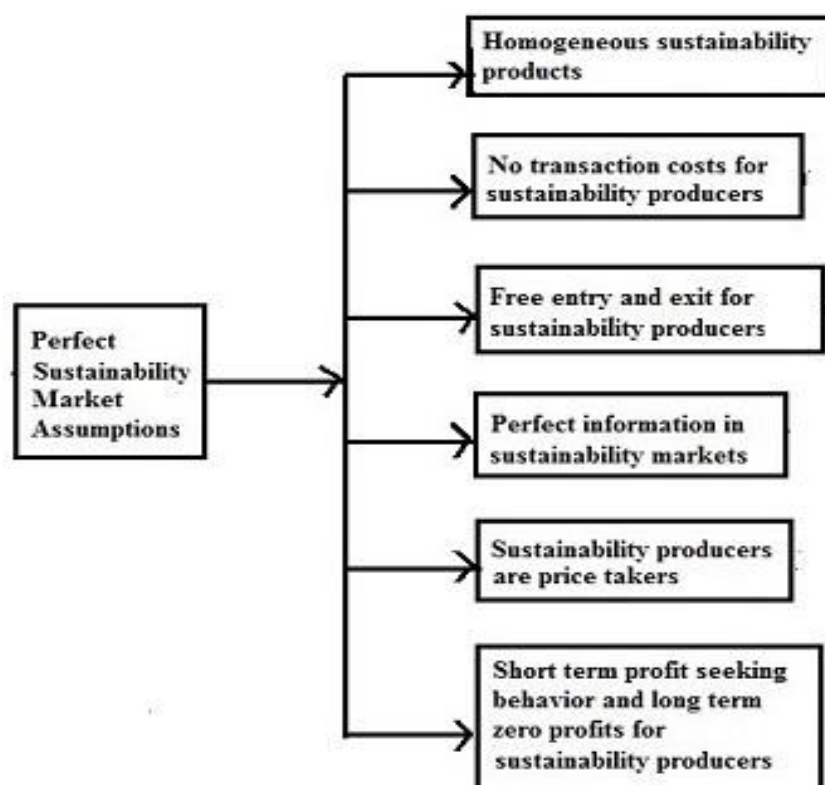 Homogeneous sustainability
products
No transaction costs for
sustainability producers
Free entry and exit for
sustainability producers
Perfect
Sustainability
Market
Assumptions
Perfect information in
sustainability markets
Sustainability producers
are price takers
Short term profit seeking
behavior and long term
zero profits for
sustainability producers